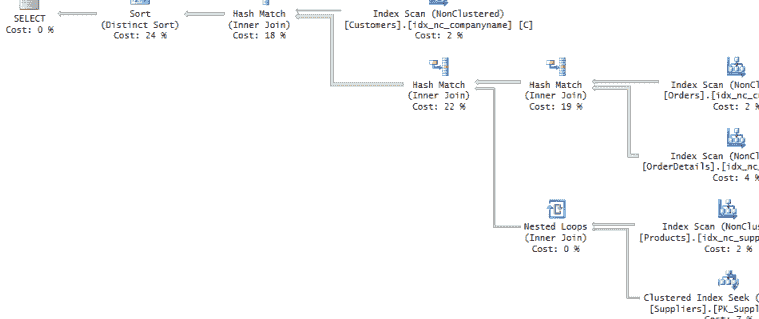 SELECT
Cost: 0 %
Sort
(Distinct Sort)
Cost: 24 %
Hash Match
(Inner Join)
Cost: 18 %
Index Scan (NonClustered)
[Customers].[idx_nc_companyname] [C]
Cost: 2 %
Hash Match
(Inner Join)
Cost: 22 %
Hash Match
(Inner Join)
Cost: 19 %
Index Scan (NonCl
[Orders].[idx_nc_c
Cost: 2 %
Index Scan (NonCl
[OrderDetails].[idx_nc_
Cost: 4 %
Nested Loops
(Inner Join)
Cost: 0 %
Index Scan (NonClus
[Products].[idx_nc_supp
Cost: 2 %
Clustered Index Seek (
[Suppliers].[PK_Suppl
Cost: 7 %